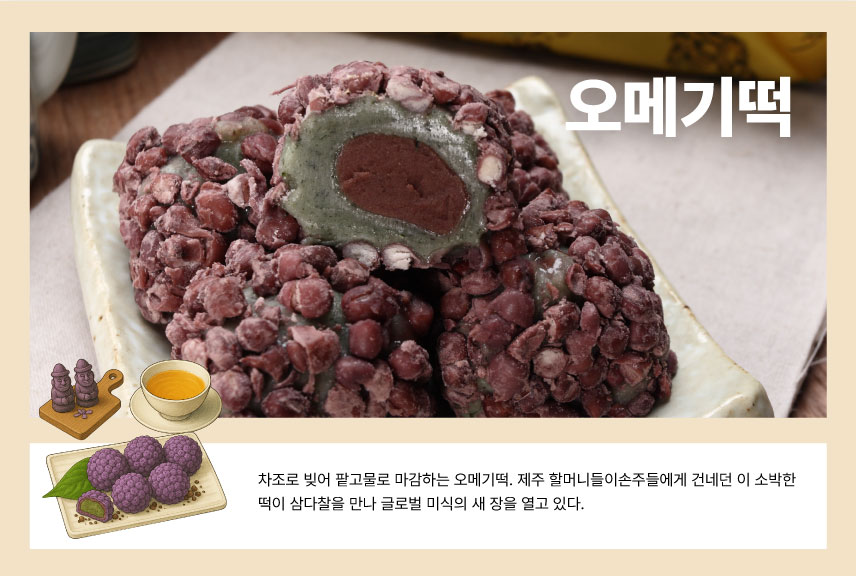 오메기떡
차조로 빚어 팥고물로 마감하는 오메기떡. 제주 할머니들이손주들에게 건네던 이 소박한
떡이 삼다찰을 만나 글로벌 미식의 새 장을 열고 있다.